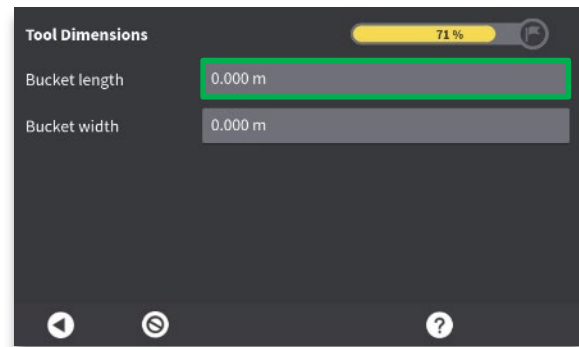 Tool Dimensions 71 %
Bucket length 0.000 m
Bucket width 0.000 m
?